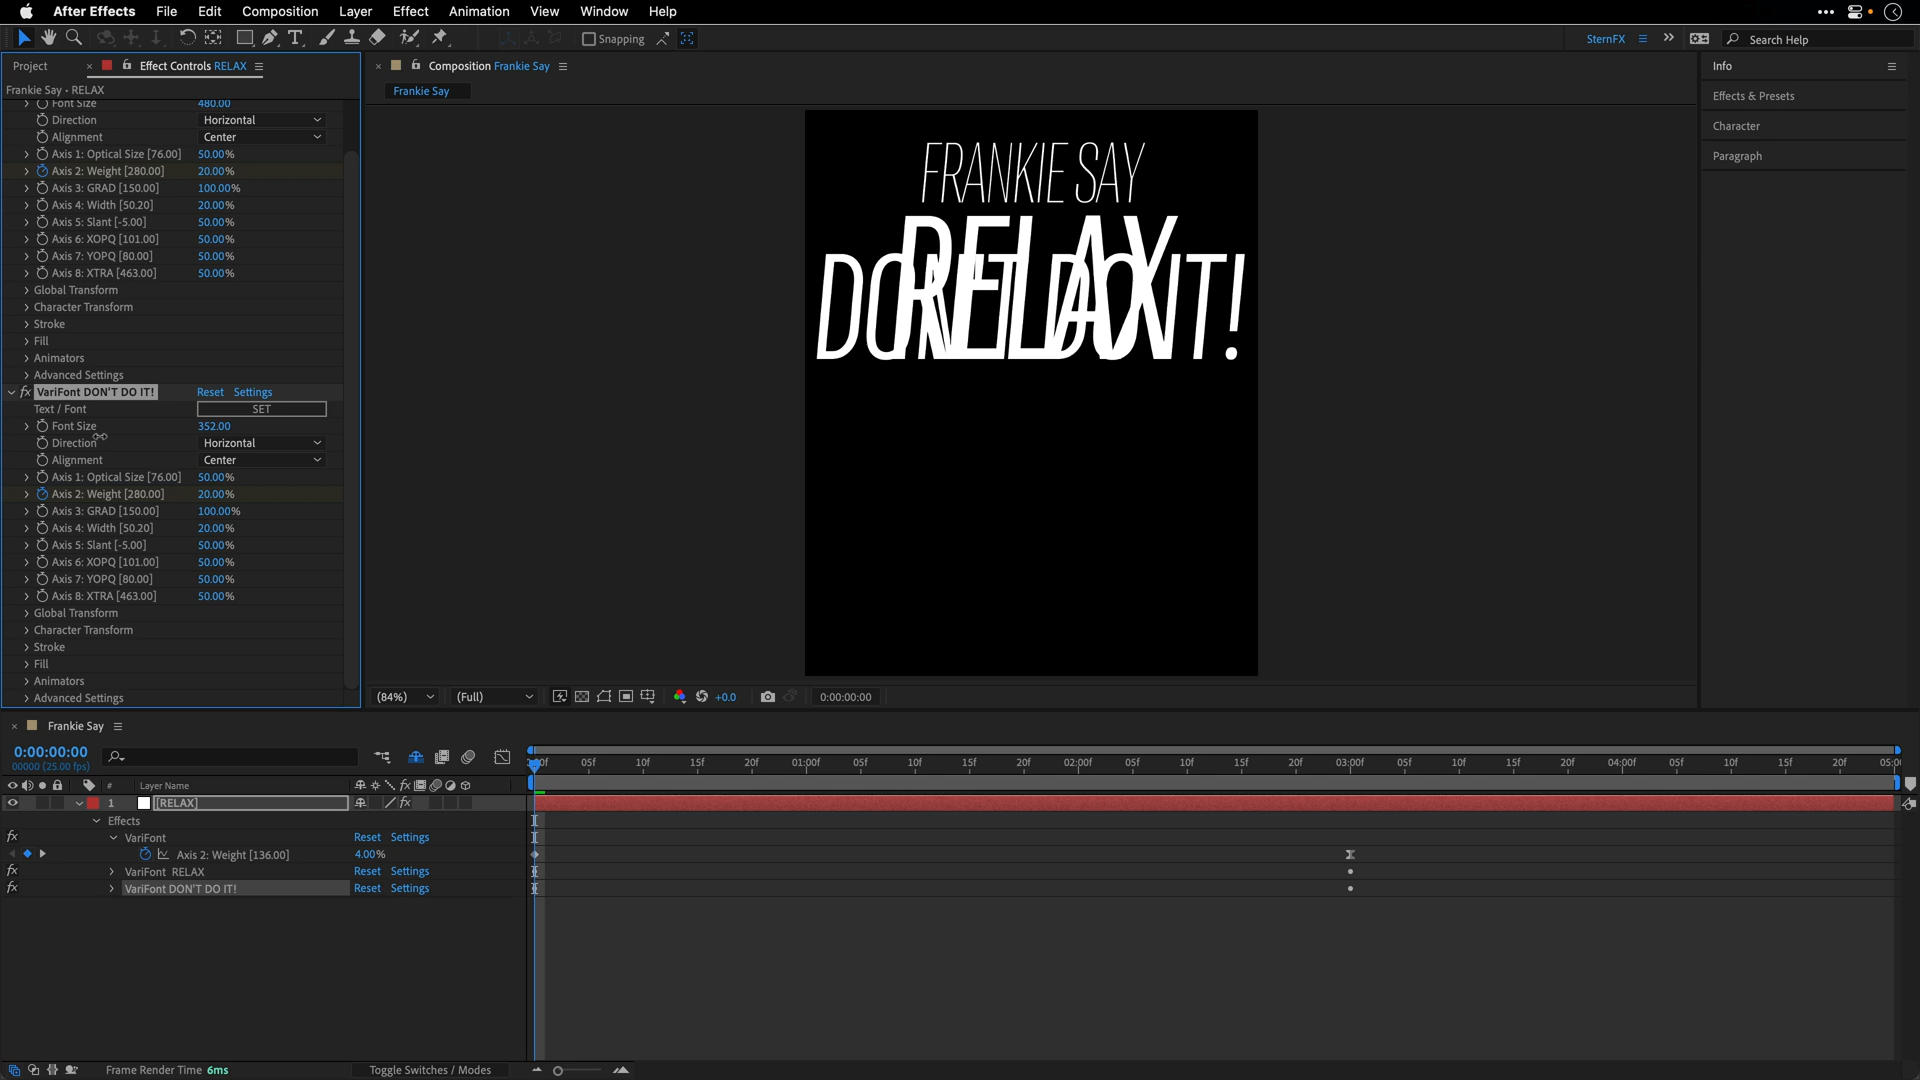 After Effects File Edit Composition Layer Effect Animation View Window Help
Snapping SternFX Search Help
Project Effect Controls RELAX
Frankie Say • RELAX
Font Size 480.00
Direction Horizontal
Alignment Center
Axis 1: Optical Size [76.00] 50.00%
Axis 2: Weight [280.00] 20.00%
Axis 3: GRAD [150.00] 100.00%
Axis 4: Width [50.20] 20.00%
Axis 5: Slant [-5.00] 50.00%
Axis 6: XOPQ [101.00] 50.00%
Axis 7: YOPQ [80.00] 50.00%
Axis 8: XTRA [463.00] 50.00%
Global Transform
Character Transform
Stroke
Fill
Animators
Advanced Settings
VariFont DON'T DO IT! Reset Settings
Text / Font SET
Font Size 352.00
Direction Horizontal
Alignment Center
Axis 1: Optical Size [76.00] 50.00%
Axis 2: Weight [280.00] 20.00%
Axis 3: GRAD [150.00] 100.00%
Axis 4: Width [50.20] 20.00%
Axis 5: Slant [-5.00] 50.00%
Axis 6: XOPQ [101.00] 50.00%
Axis 7: YOPQ [80.00] 50.00%
Axis 8: XTRA [463.00] 50.00%
Global Transform
Character Transform
Stroke
Fill
Animators
Advanced Settings
Composition Frankie Say
Frankie Say
FRANKIE SAY
RELAX
DON'T DO IT!
(84%) (Full) +0.0 0:00:00:00
Info
Effects & Presets
Character
Paragraph
Frankie Say
0:00:00:00
00000 (25.00 fps)
:00f 05f 10f 15f 20f 01:00f 05f 10f 15f 20f 02:00f 05f 10f 15f 20f 03:00f 05f 10f 15f 20f 04:00f 05f 10f 15f 20f 05:00
# Layer Name
1 [RELAX]
Effects
VariFont Reset Settings
Axis 2: Weight [136.00] 4.00%
VariFont RELAX Reset Settings
VariFont DON'T DO IT! Reset Settings
Frame Render Time 6ms Toggle Switches / Modes